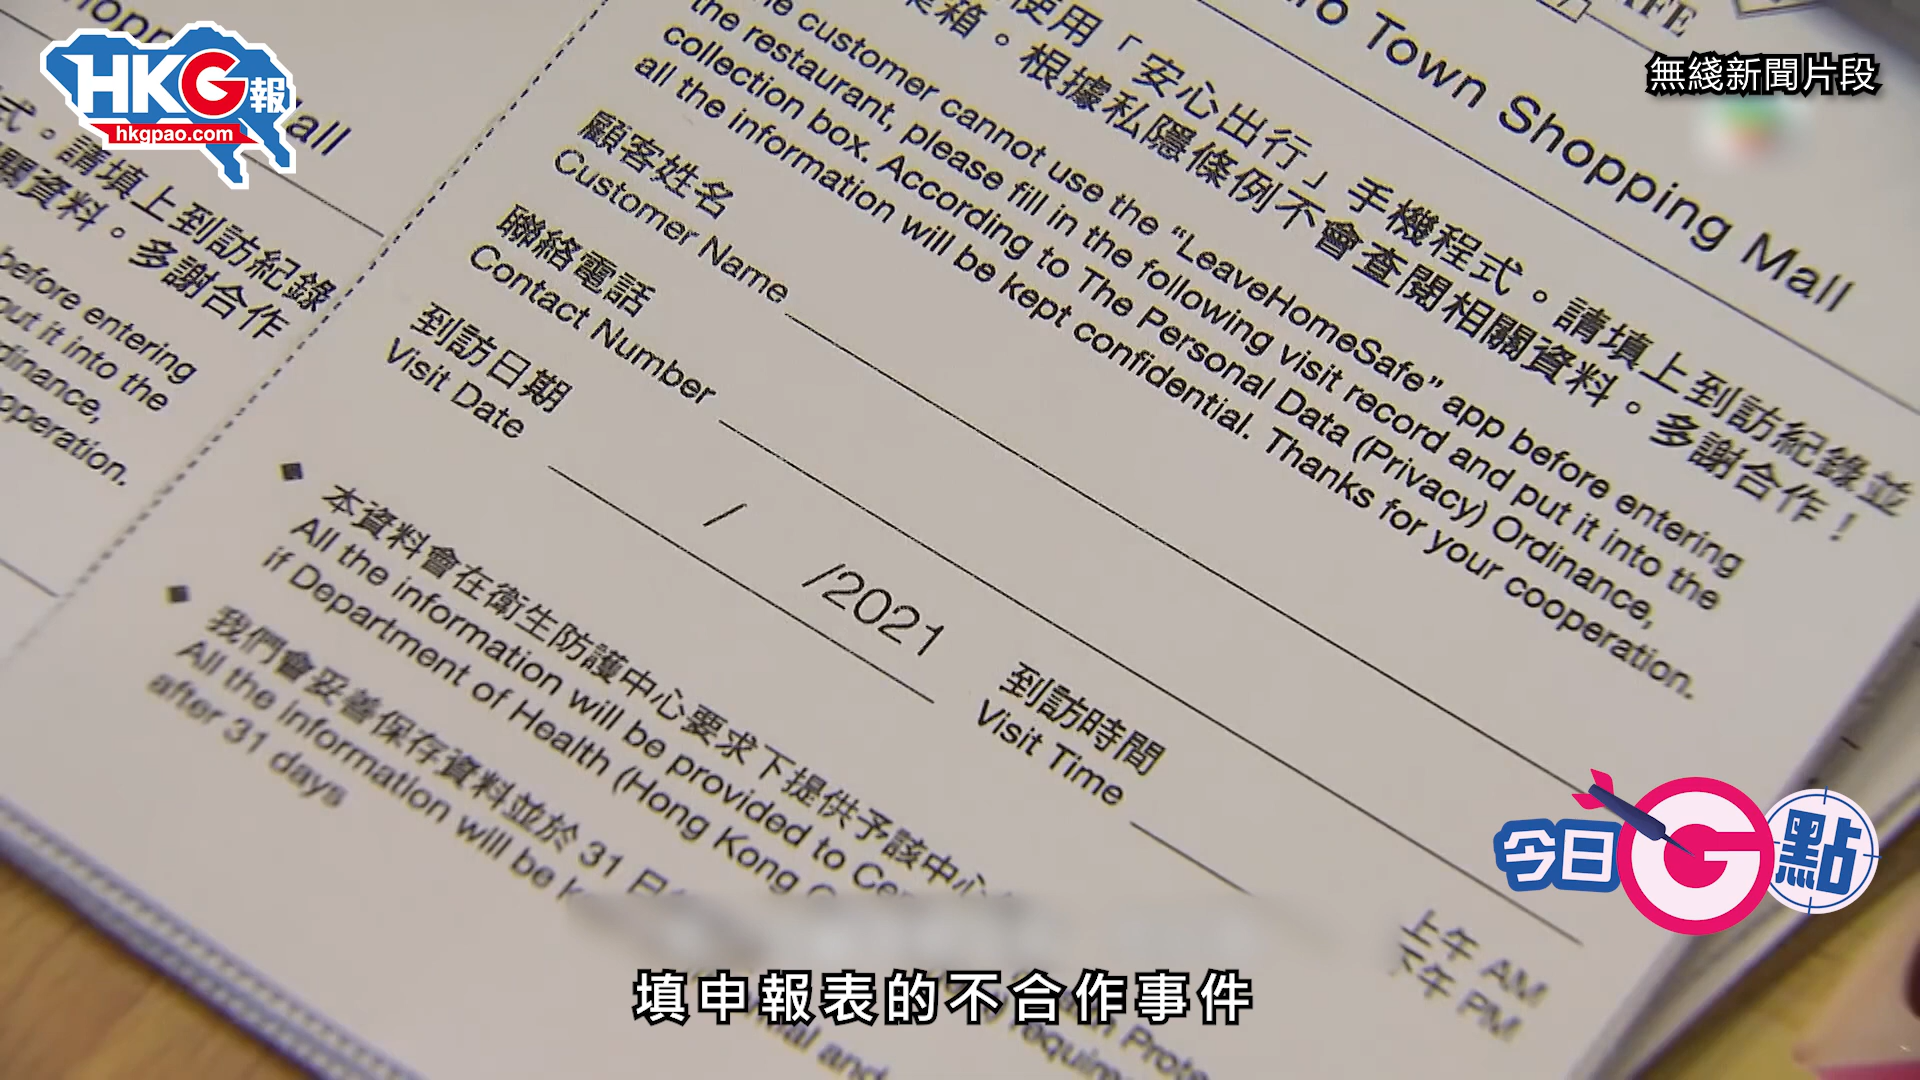 HKG報
hkgpao.com
無綫新聞片段
Town Shopping Mall
使用「安心出行」手機程式。請填上到訪紀錄並
箱。根據私隱條例不會查閱相關資料。多謝合作！
customer cannot use the “LeaveHomeSafe” app before entering
the restaurant, please fill in the following visit record and put it into the
collection box. According to The Personal Data (Privacy) Ordinance,
all the information will be kept confidential. Thanks for your cooperation.
顧客姓名
Customer Name
聯絡電話
Contact Number
到訪日期
Visit Date
/ /2021
到訪時間
Visit Time
上午 AM
下午 PM
本資料會在衛生防護中心要求下提供予該中心
All the information will be provided to
if Department of Health (Hong Kong
我們會妥善保存資料並於 31 日
All the information will be
after 31 days
式。請填上到訪紀錄
關資料。多謝合作
before entering
put it into the
Mall
今日G點
填申報表的不合作事件